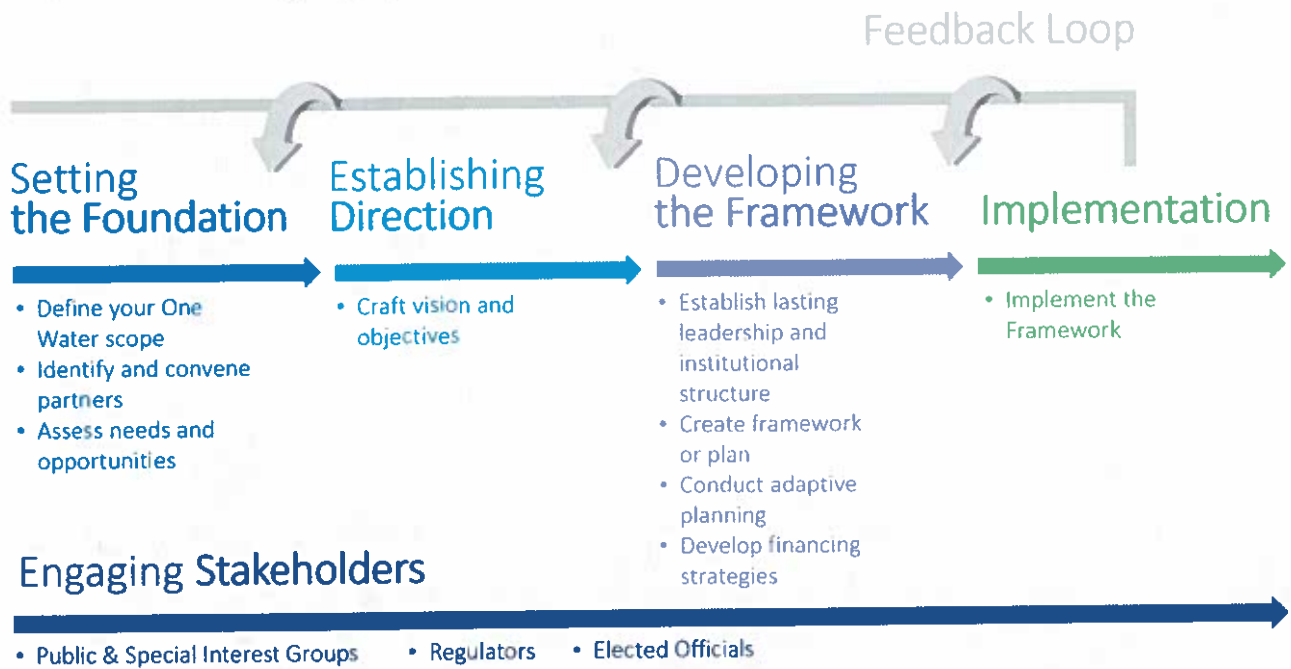 Feedback Loop
Setting
the Foundation
• Define your One
Water scope
• Identify and convene
partners
• Assess needs and
opportunities
Establishing
Direction
• Craft vision and
objectives
Developing
the Framework
• Establish lasting
leadership and
institutional
structure
• Create framework
or plan
• Conduct adaptive
planning
• Develop financing
strategies
Implementation
• Implement the
Framework
Engaging Stakeholders
• Public & Special Interest Groups • Regulators • Elected Officials